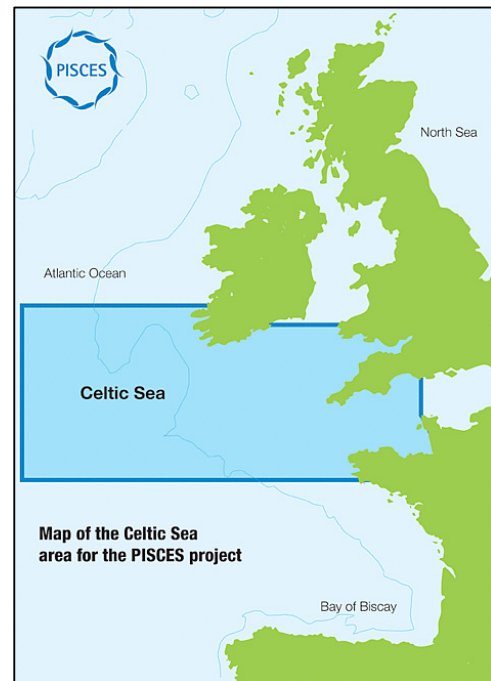 PISCES
North Sea
Atlantic Ocean
Celtic Sea
Map of the Celtic Sea
area for the PISCES project
Bay of Biscay